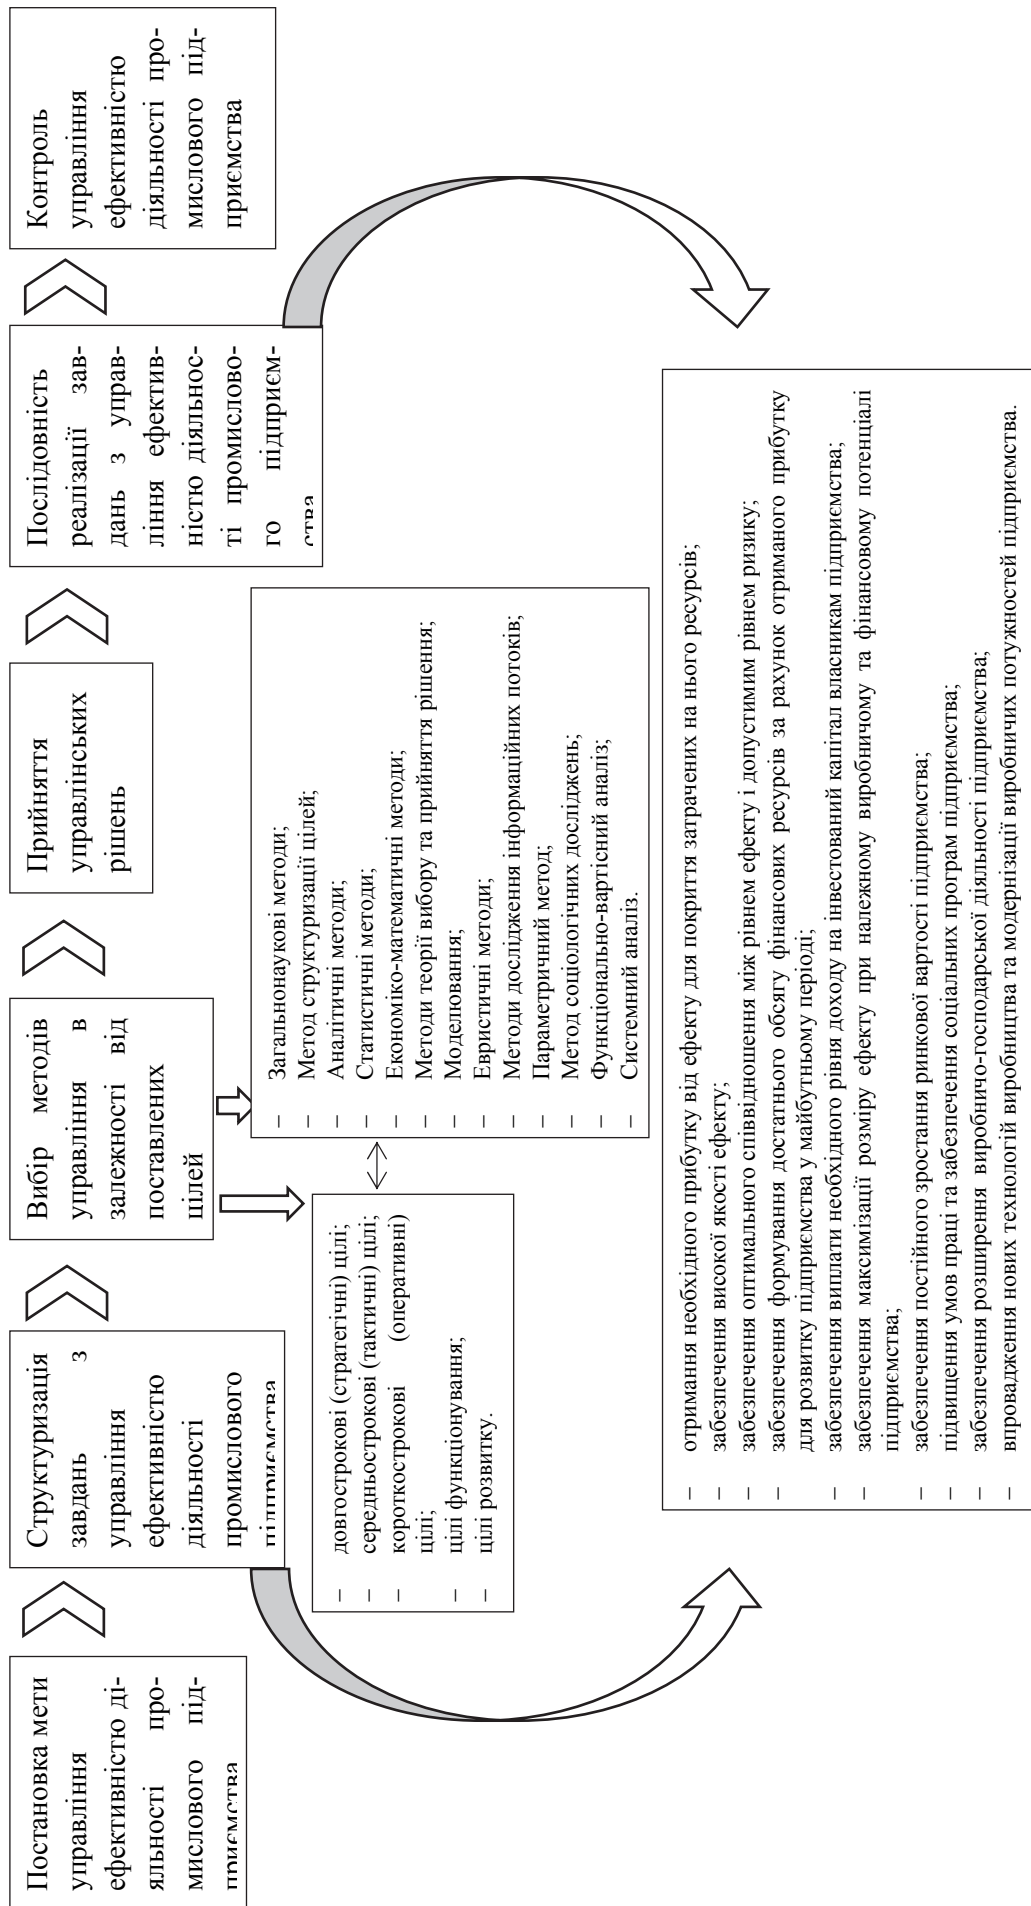 Постановка мети
управління
ефективністю ді-
яльності про-
мислового під-
приємства
Структуризація
завдань з
управління
ефективністю
діяльності
промислового
підприємства
Вибір методів
управління в
залежності від
поставлених
цілей
Прийняття
управлінських
рішень
Послідовність
реалізації зав-
дань з управ-
ління ефектив-
ністю діяльнос-
ті промислово-
го підприєм-
ства
Контроль
управління
ефективністю
діяльності про-
мислового під-
приємства
– довгострокові (стратегічні) цілі;
– середньострокові (тактичні) цілі;
– короткострокові (оперативні)
цілі;
– цілі функціонування;
– цілі розвитку.
– Загальнонаукові методи;
– Метод структуризації цілей;
– Аналітичні методи;
– Статистичні методи;
– Економіко-математичні методи;
– Методи теорії вибору та прийняття рішення;
– Моделювання;
– Евристичні методи;
– Методи дослідження інформаційних потоків;
– Параметричний метод;
– Метод соціологічних досліджень;
– Функціонально-вартісний аналіз;
– Системний аналіз.
– отримання необхідного прибутку від ефекту для покриття затрачених на нього ресурсів;
– забезпечення високої якості ефекту;
– забезпечення оптимального співвідношення між рівнем ефекту і допустимим рівнем ризику;
– забезпечення формування достатнього обсягу фінансових ресурсів за рахунок отриманого прибутку
для розвитку підприємства у майбутньому періоді;
– забезпечення виплати необхідного рівня доходу на інвестований капітал власникам підприємства;
– забезпечення максимізації розміру ефекту при належному виробничому та фінансовому потенціалі
підприємства;
– забезпечення постійного зростання ринкової вартості підприємства;
– підвищення умов праці та забезпечення соціальних програм підприємства;
– забезпечення розширення виробничо-господарської діяльності підприємства;
– впровадження нових технологій виробництва та модернізації виробничих потужностей підприємства.